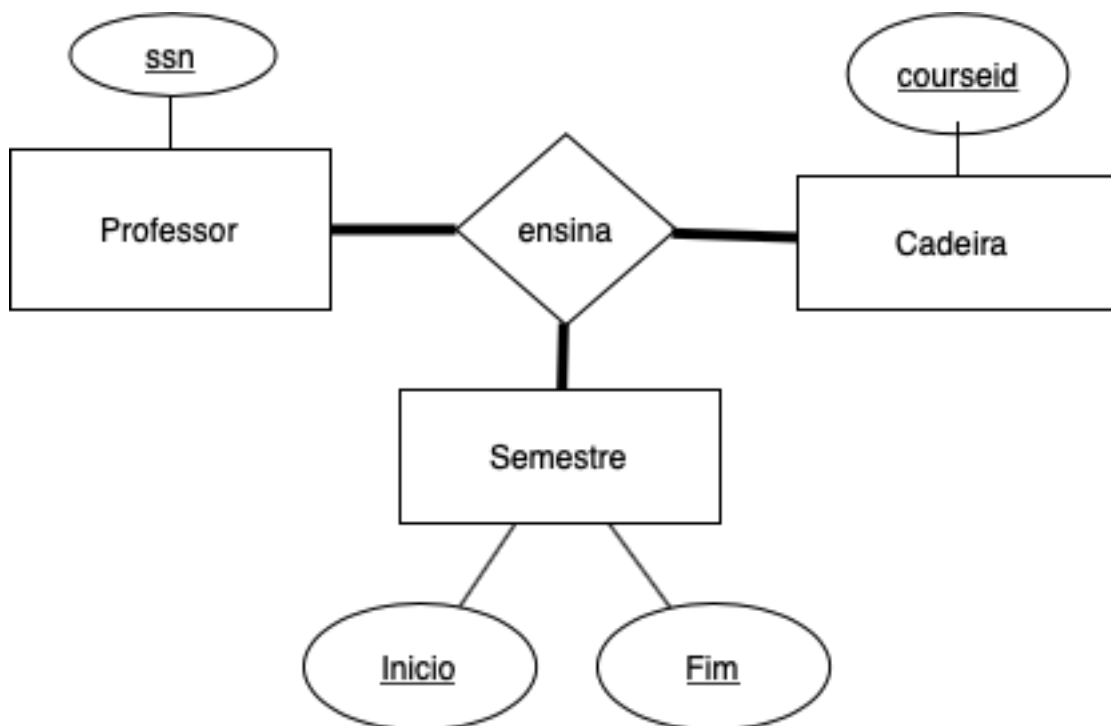 ssn
courseid
Professor
ensina
Cadeira
Semestre
Inicio
Fim